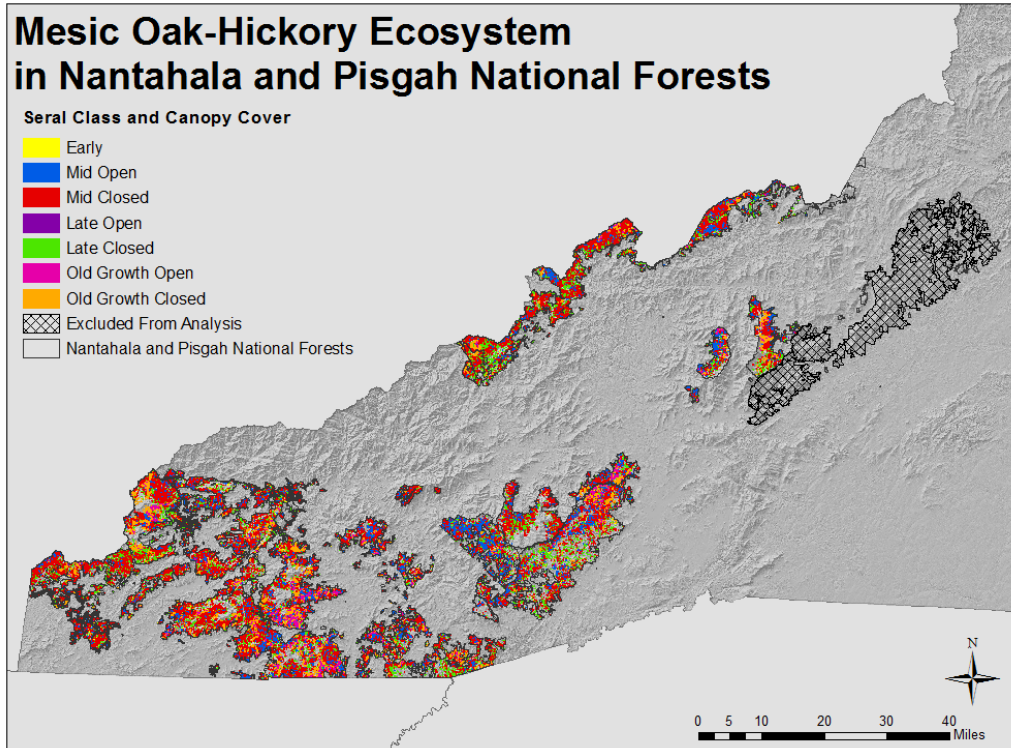 Mesic Oak-Hickory Ecosystem
in Nantahala and Pisgah National Forests
Seral Class and Canopy Cover
Early
Mid Open
Mid Closed
Late Open
Late Closed
Old Growth Open
Old Growth Closed
Excluded From Analysis
Nantahala and Pisgah National Forests
N
0 5 10 20 30 40
Miles